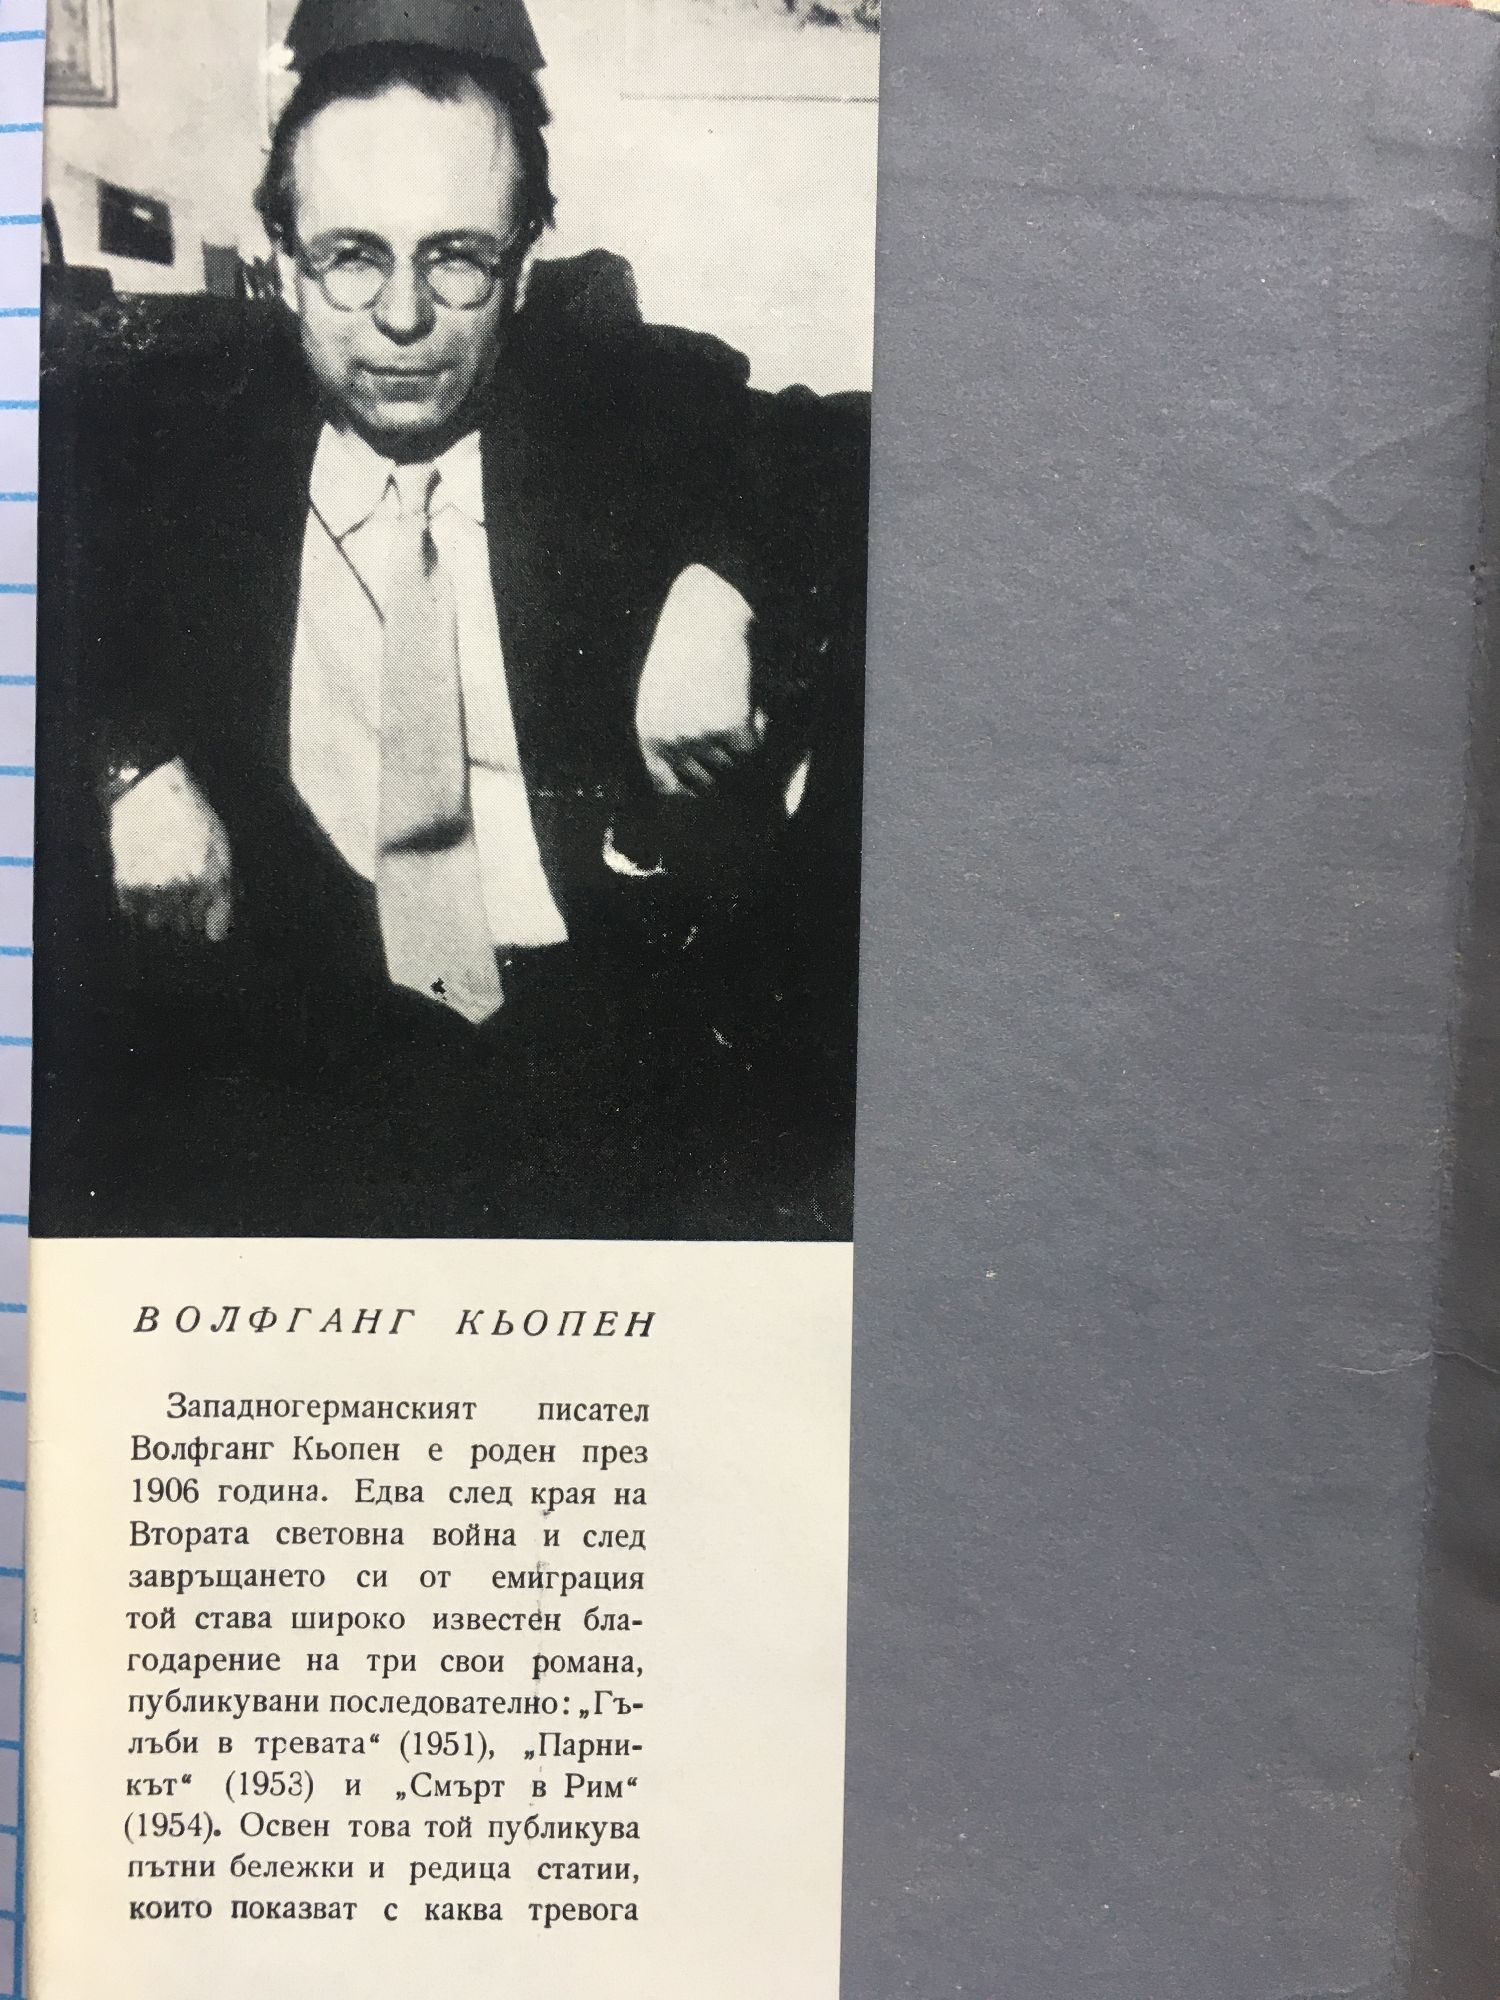 ВОЛФГАНГ КЬОПЕН
Западногерманският писател
Волфганг Кьопен е роден през
1906 година. Едва след края на
Втората световна война и след
завръщането си от емиграция
той става широко известен бла-
годарение на три свои романа,
публикувани последователно: „Гъ-
лъби в тревата“ (1951), „Парни-
кът“ (1953) и „Смърт в Рим“
(1954). Освен това той публикува
пътни бележки и редица статии,
които показват с каква тревога